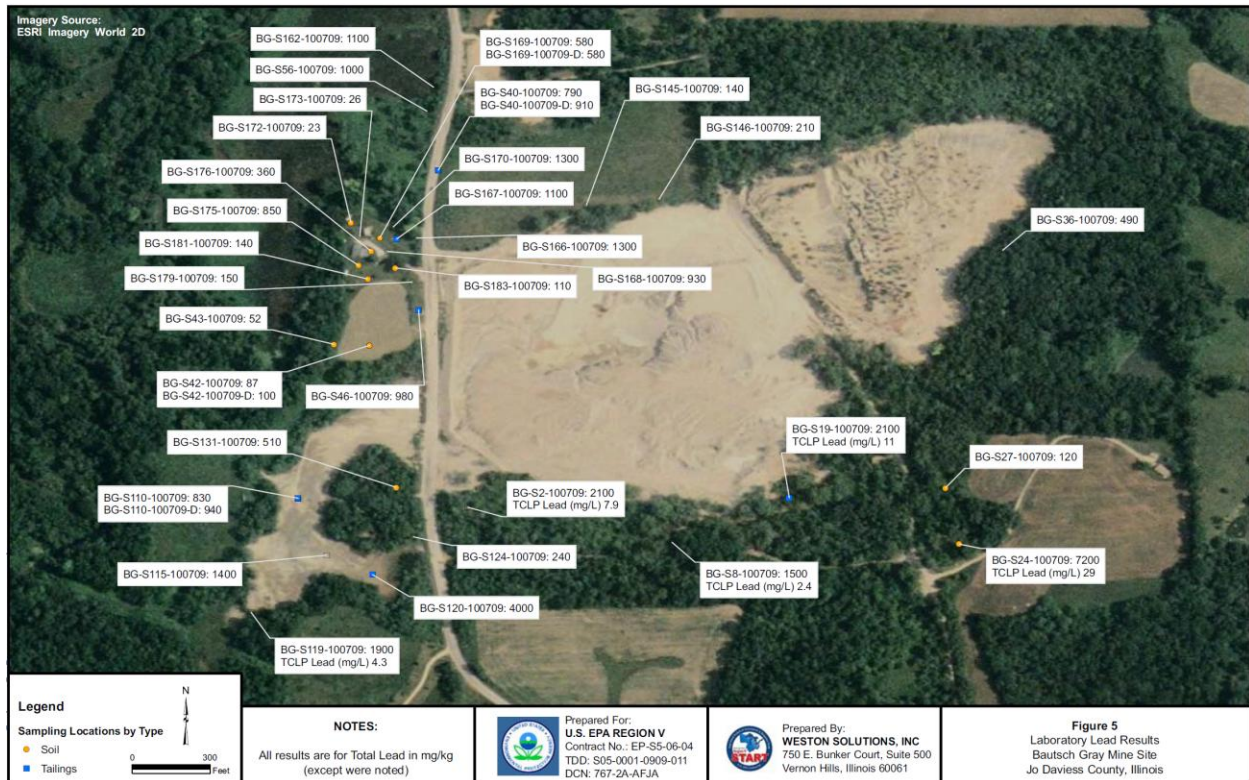 Imagery Source:
ESRI Imagery World 2D
BG-S162-100709: 1100
BG-S56-100709: 1000
BG-S173-100709: 26
BG-S172-100709: 23
BG-S176-100709: 360
BG-S175-100709: 850
BG-S181-100709: 140
BG-S179-100709: 150
BG-S43-100709: 52
BG-S42-100709: 87
BG-S42-100709-D: 100
BG-S46-100709: 980
BG-S131-100709: 510
BG-S110-100709: 830
BG-S110-100709-D: 940
BG-S115-100709: 1400
BG-S119-100709: 1900
TCLP Lead (mg/L) 4.3
BG-S120-100709: 4000
BG-S124-100709: 240
BG-S169-100709: 580
BG-S169-100709-D: 580
BG-S40-100709: 790
BG-S40-100709-D: 910
BG-S170-100709: 1300
BG-S167-100709: 1100
BG-S166-100709: 1300
BG-S168-100709: 930
BG-S183-100709: 110
BG-S145-100709: 140
BG-S146-100709: 210
BG-S36-100709: 490
BG-S2-100709: 2100
TCLP Lead (mg/L) 7.9
BG-S19-100709: 2100
TCLP Lead (mg/L) 11
BG-S8-100709: 1500
TCLP Lead (mg/L) 2.4
BG-S27-100709: 120
BG-S24-100709: 7200
TCLP Lead (mg/L) 29
Legend
Sampling Locations by Type
Soil
Tailings
N
0 300
Feet
NOTES:
All results are for Total Lead in mg/kg
(except were noted)
Prepared For:
U.S. EPA REGION V
Contract No.: EP-S5-06-04
TDD: S05-0001-0909-011
DCN: 767-2A-AFJA
START
Prepared By:
WESTON SOLUTIONS, INC
750 E. Bunker Court, Suite 500
Vernon Hills, Illinois 60061
Figure 5
Laboratory Lead Results
Bautsch Gray Mine Site
Jo Daviess County, Illinois